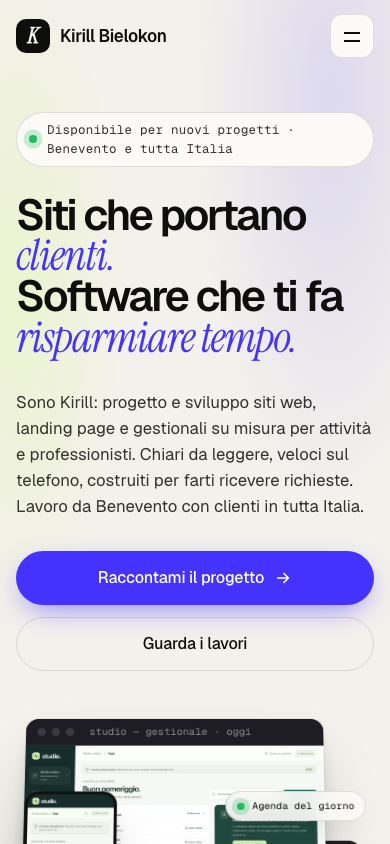 K Kirill Bielokon
Disponibile per nuovi progetti ·
Benevento e tutta Italia
Siti che portano
clienti.
Software che ti fa
risparmiare tempo.
Sono Kirill: progetto e sviluppo siti web,
landing page e gestionali su misura per attività
e professionisti. Chiari da leggere, veloci sul
telefono, costruiti per farti ricevere richieste.
Lavoro da Benevento con clienti in tutta Italia.
Raccontami il progetto →
Guarda i lavori
studio — gestionale · oggi
studio.
Buon pomeriggio.
studio.
Agenda del giorno